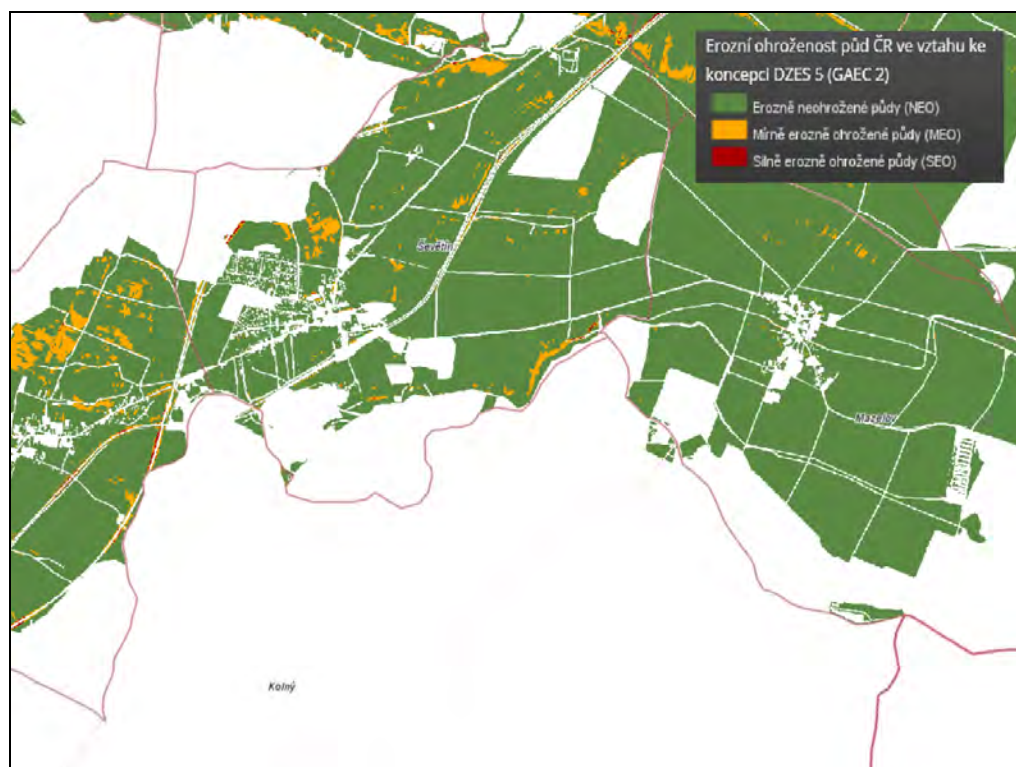 Erozní ohroženost půd ČR ve vztahu ke
koncepci DZES 5 (GAEC 2)
Erozně neohrožené půdy (NEO)
Mírně erozně ohrožené půdy (MEO)
Silně erozně ohrožené půdy (SEO)
Ševětín
Mazelov
Kolný